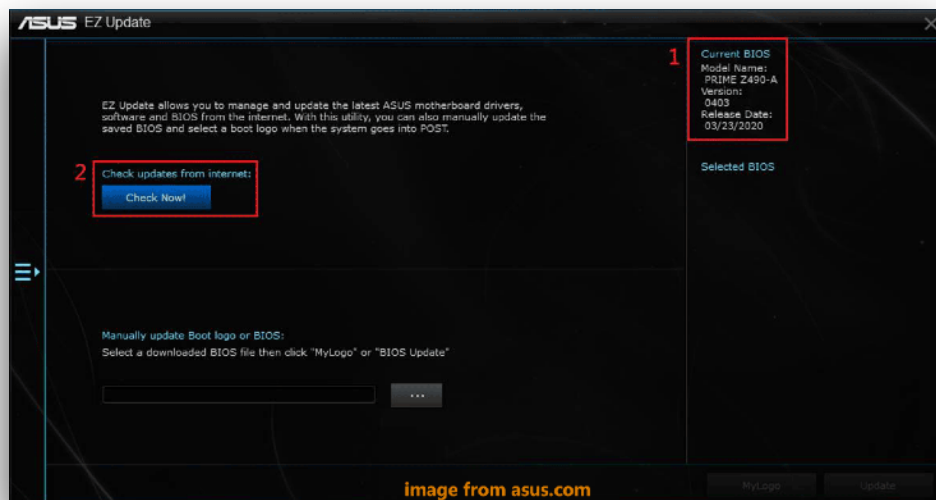 ASUS EZ Update
1
Current BIOS
Model Name:
PRIME Z490-A
Version:
0403
Release Date:
03/23/2020
EZ Update allows you to manage and update the latest ASUS motherboard drivers,
software and BIOS from the internet. With this utility, you can also manually update the
saved BIOS and select a boot logo when the system goes into POST.
2
Check updates from internet:
Check Now!
Selected BIOS
Manually update Boot logo or BIOS:
Select a downloaded BIOS file then click "MyLogo" or "BIOS Update"
...
MyLogo
Update
image from asus.com